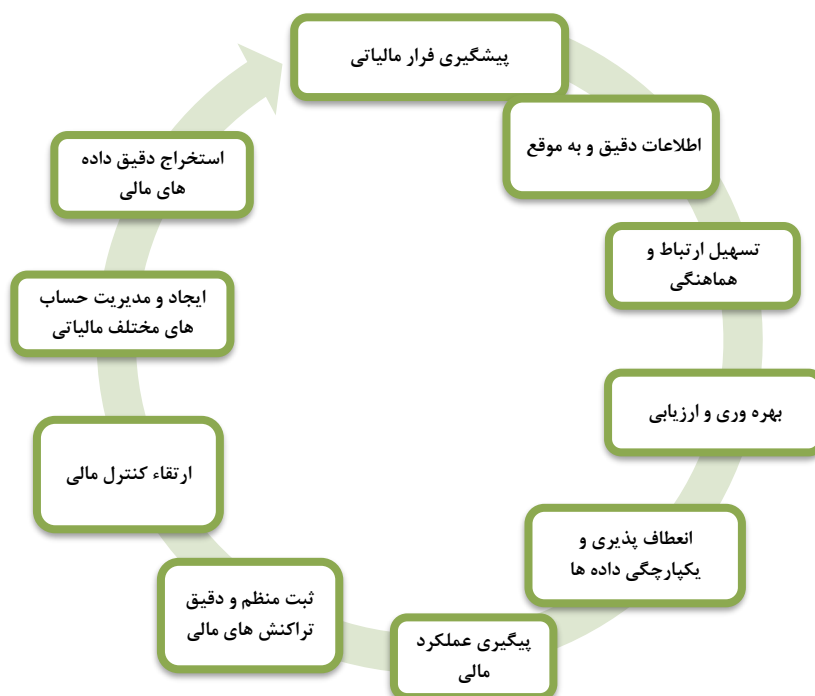 پیشگیری فرار مالیاتی
اطلاعات دقیق و به موقع
تسهیل ارتباط و
هماهنگی
بهره وری و ارزیابی
انعطاف پذیری و
یکپارچگی داده ها
پیگیری عملکرد
مالی
ثبت منظم و دقیق
تراکنش های مالی
ارتقاء کنترل مالی
ایجاد و مدیریت حساب
های مختلف مالیاتی
استخراج دقیق داده
های مالی